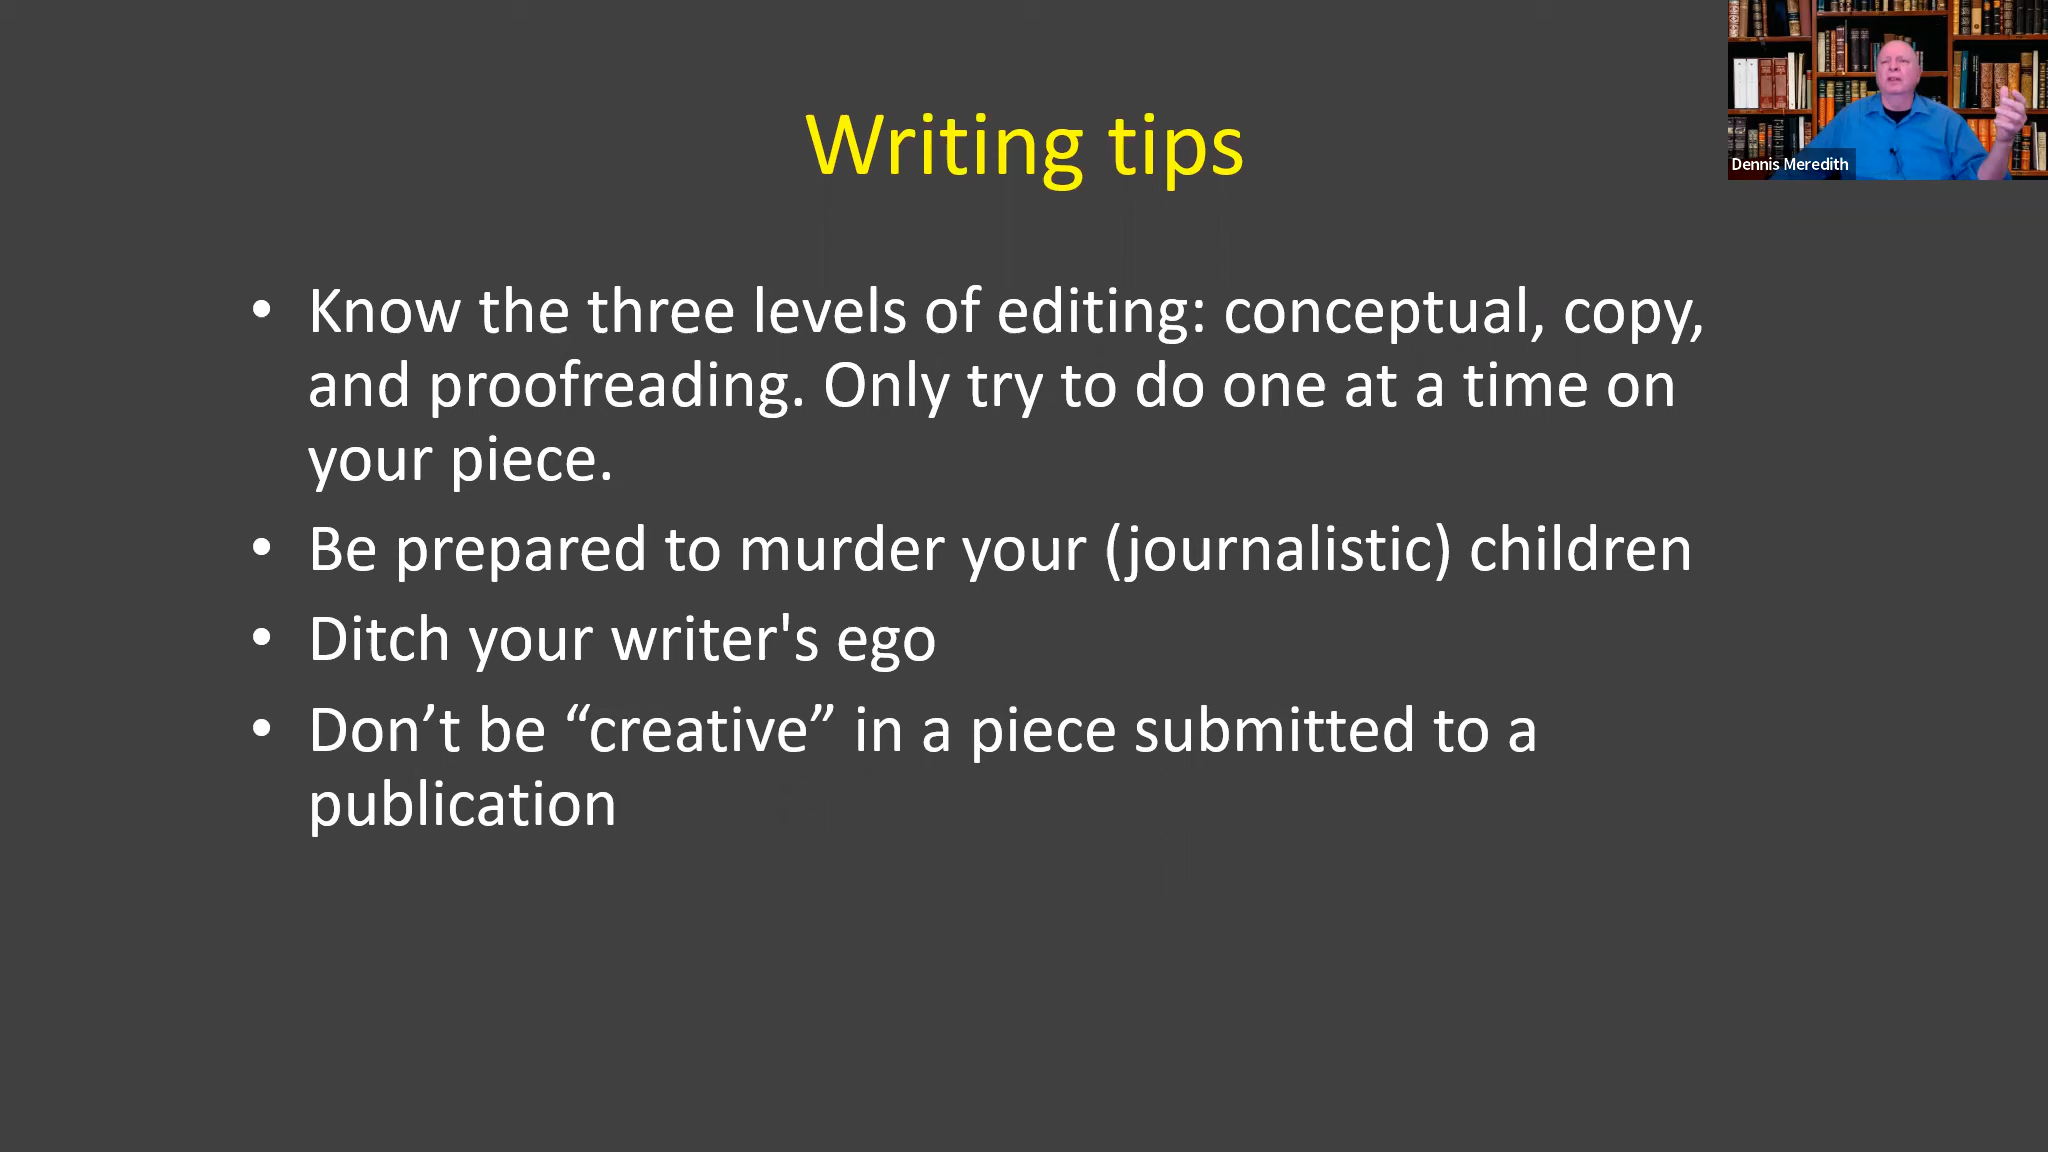 Writing tips
Dennis Meredith
• Know the three levels of editing: conceptual, copy,
and proofreading. Only try to do one at a time on
your piece.
• Be prepared to murder your (journalistic) children
• Ditch your writer's ego
• Don’t be “creative” in a piece submitted to a
publication